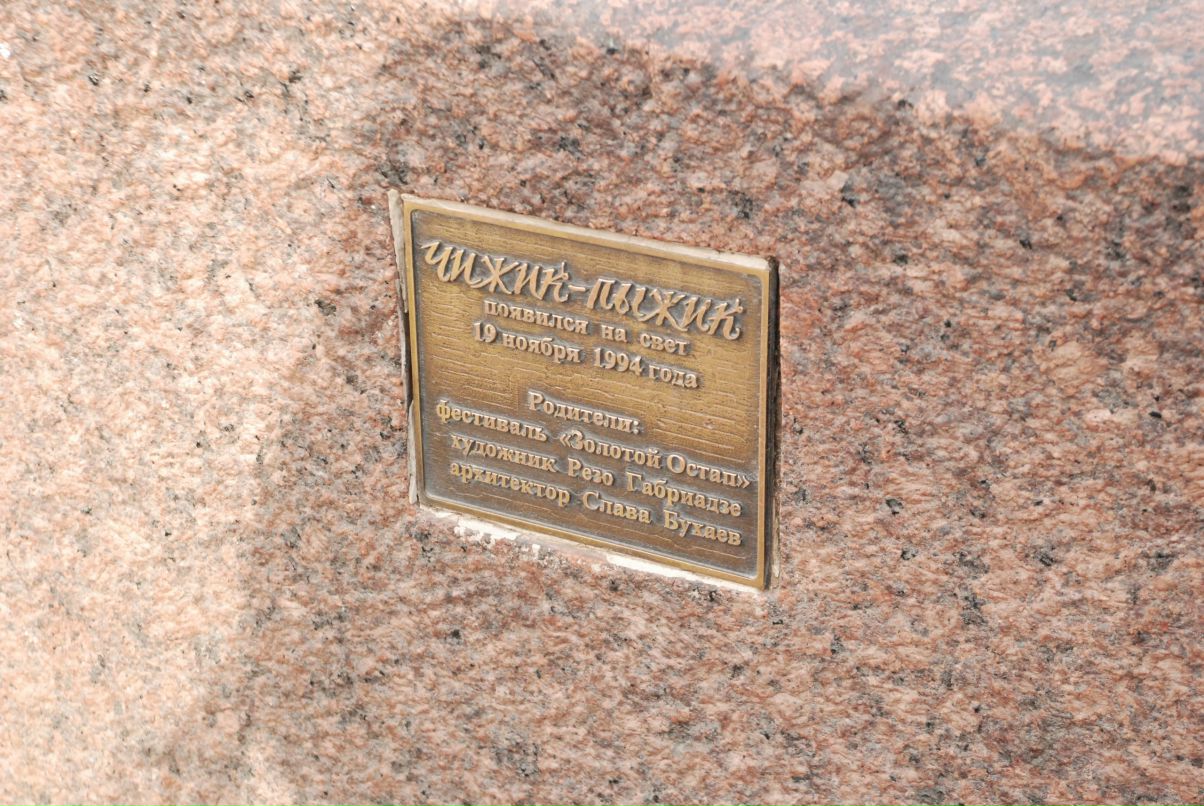 Чижик-пыжик
появился на свет
19 ноября 1994 года
Родители:
фестиваль «Золотой Остап»
художник Резо Габриадзе
архитектор Слава Бухаев